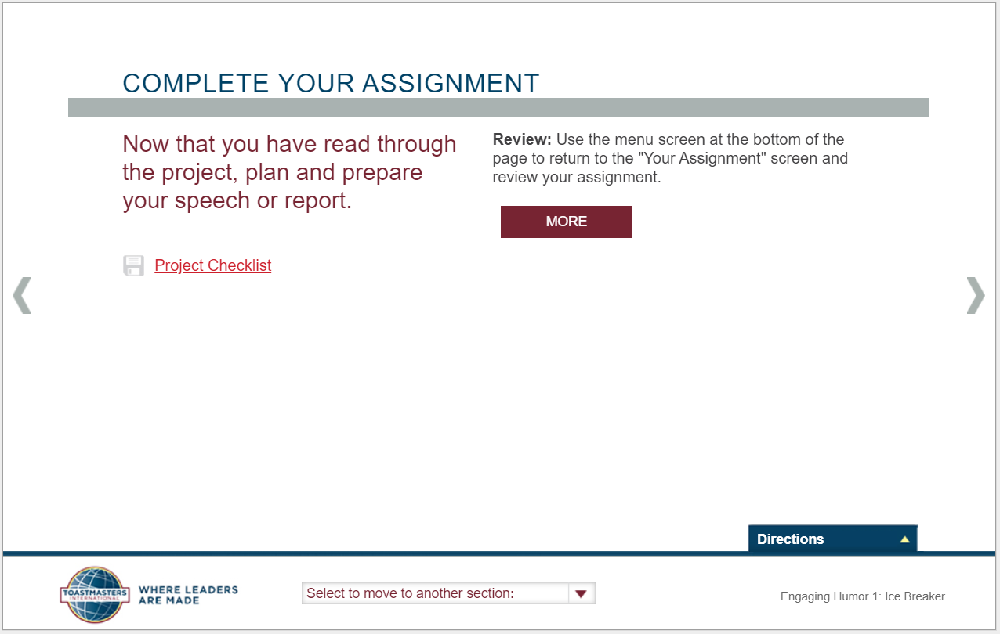 COMPLETE YOUR ASSIGNMENT
Now that you have read through
the project, plan and prepare
your speech or report.
Project Checklist
Review: Use the menu screen at the bottom of the
page to return to the "Your Assignment" screen and
review your assignment.
MORE
Directions
TOASTMASTERS
INTERNATIONAL
WHERE LEADERS
ARE MADE
Select to move to another section:
Engaging Humor 1: Ice Breaker